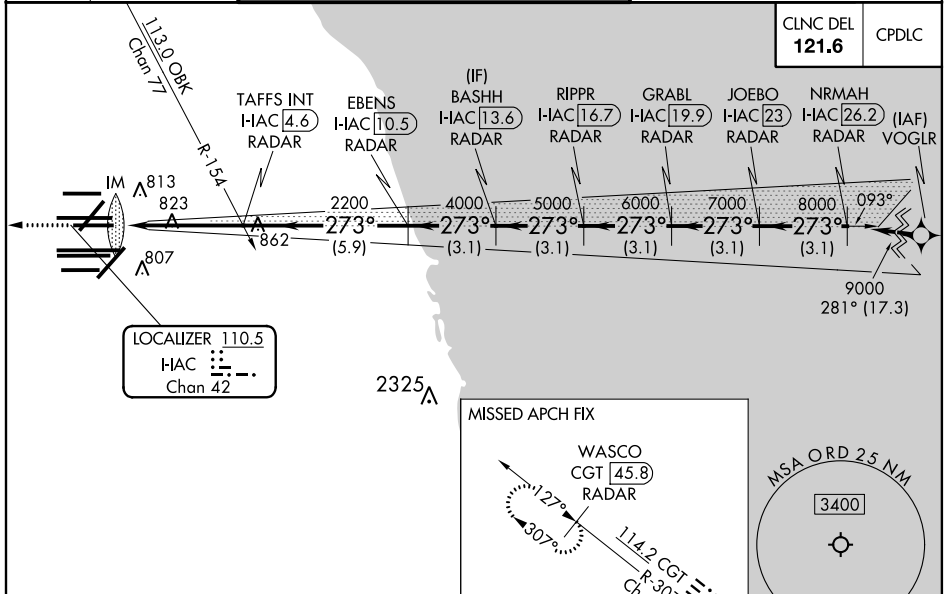 CLNC DEL
121.6
CPDLC
113.0 OBK
Chan 77
R-154
TAFFS INT
I-IAC 4.6
RADAR
EBENS
I-IAC 10.5
RADAR
(IF)
BASHH
I-IAC 13.6
RADAR
RIPPR
I-IAC 16.7
RADAR
GRABL
I-IAC 19.9
RADAR
JOEBO
I-IAC 23
RADAR
NRMAH
I-IAC 26.2
RADAR
(IAF)
VOGLR
IM
813
823
862
807
2200
273°
(5.9)
4000
273°
(3.1)
5000
273°
(3.1)
6000
273°
(3.1)
7000
273°
(3.1)
8000
273°
(3.1)
093°
9000
281° (17.3)
LOCALIZER 110.5
I-IAC
Chan 42
2325
MISSED APCH FIX
WASCO
CGT 45.8
RADAR
127°
307°
114.2 CGT
MSA ORD 25 NM
3400